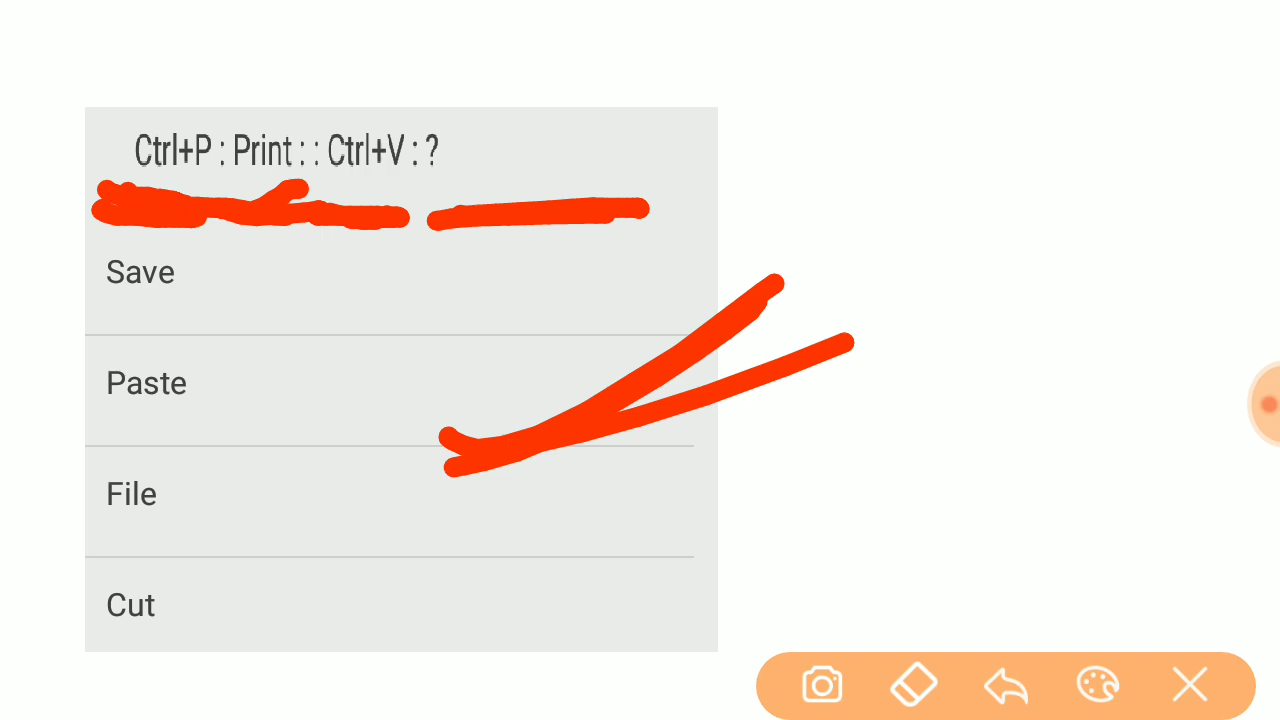 Ctrl+P : Print : : Ctrl+V : ?
Save
Paste
File
Cut